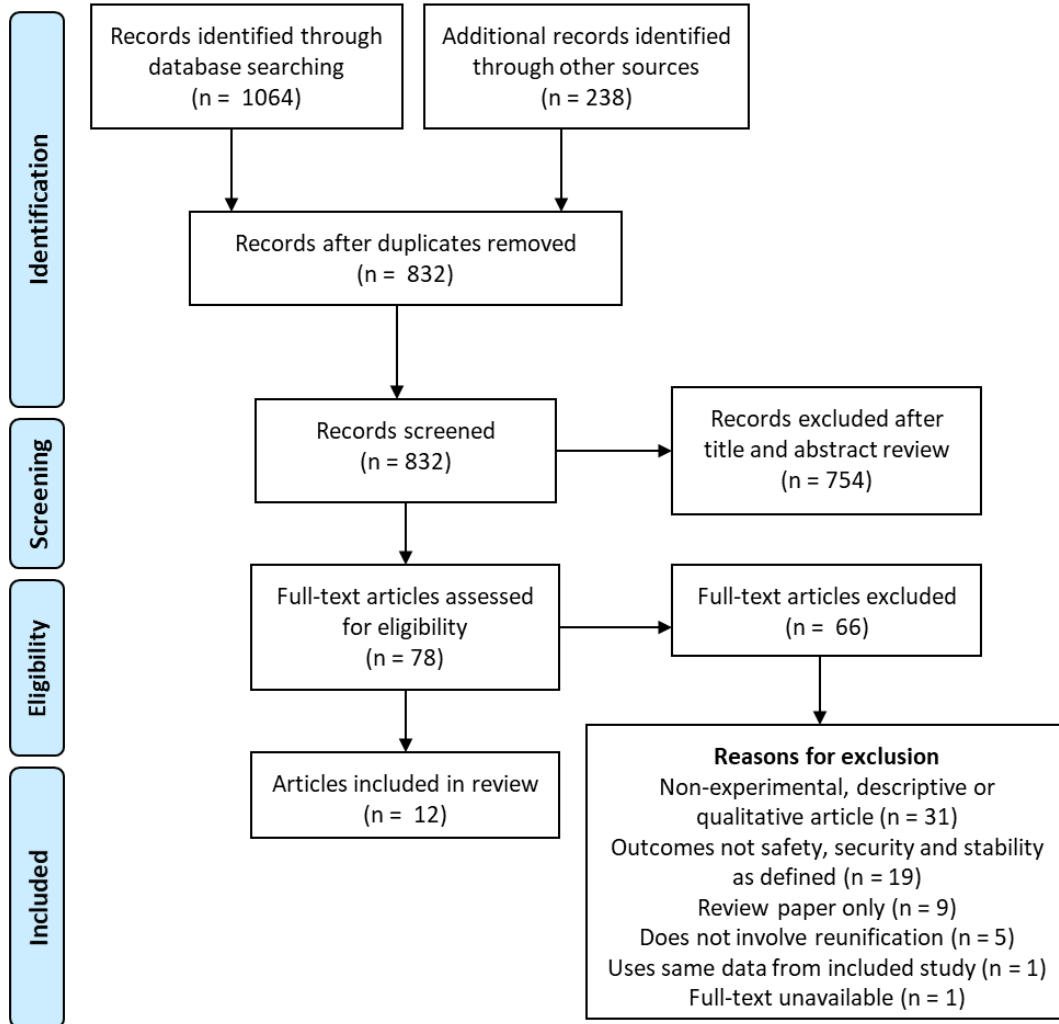 Records identified through
database searching
(n = 1064)
Additional records identified
through other sources
(n = 238)
Identification
Records after duplicates removed
(n = 832)
Screening
Records screened
(n = 832)
Records excluded after
title and abstract review
(n = 754)
Eligibility
Full-text articles assessed
for eligibility
(n = 78)
Full-text articles excluded
(n = 66)
Included
Articles included in review
(n = 12)
Reasons for exclusion
Non-experimental, descriptive or
qualitative article (n = 31)
Outcomes not safety, security and stability
as defined (n = 19)
Review paper only (n = 9)
Does not involve reunification (n = 5)
Uses same data from included study (n = 1)
Full-text unavailable (n = 1)